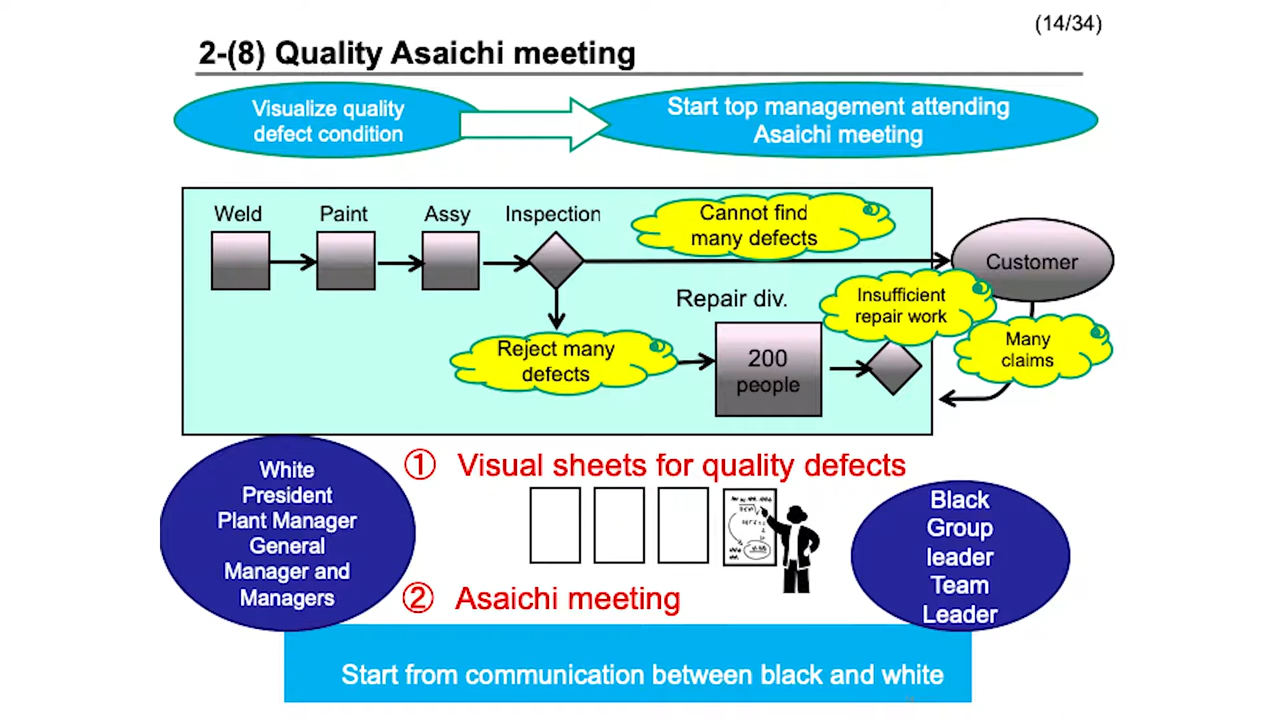 (14/34)
2-(8) Quality Asaichi meeting
Visualize quality
defect condition
Start top management attending
Asaichi meeting
Weld
Paint
Assy
Inspection
Cannot find
many defects
Customer
Repair div.
Insufficient
repair work
Many
claims
Reject many
defects
200
people
White
President
Plant Manager
General
Manager and
Managers
① Visual sheets for quality defects
② Asaichi meeting
Black
Group
leader
Team
Leader
Start from communication between black and white